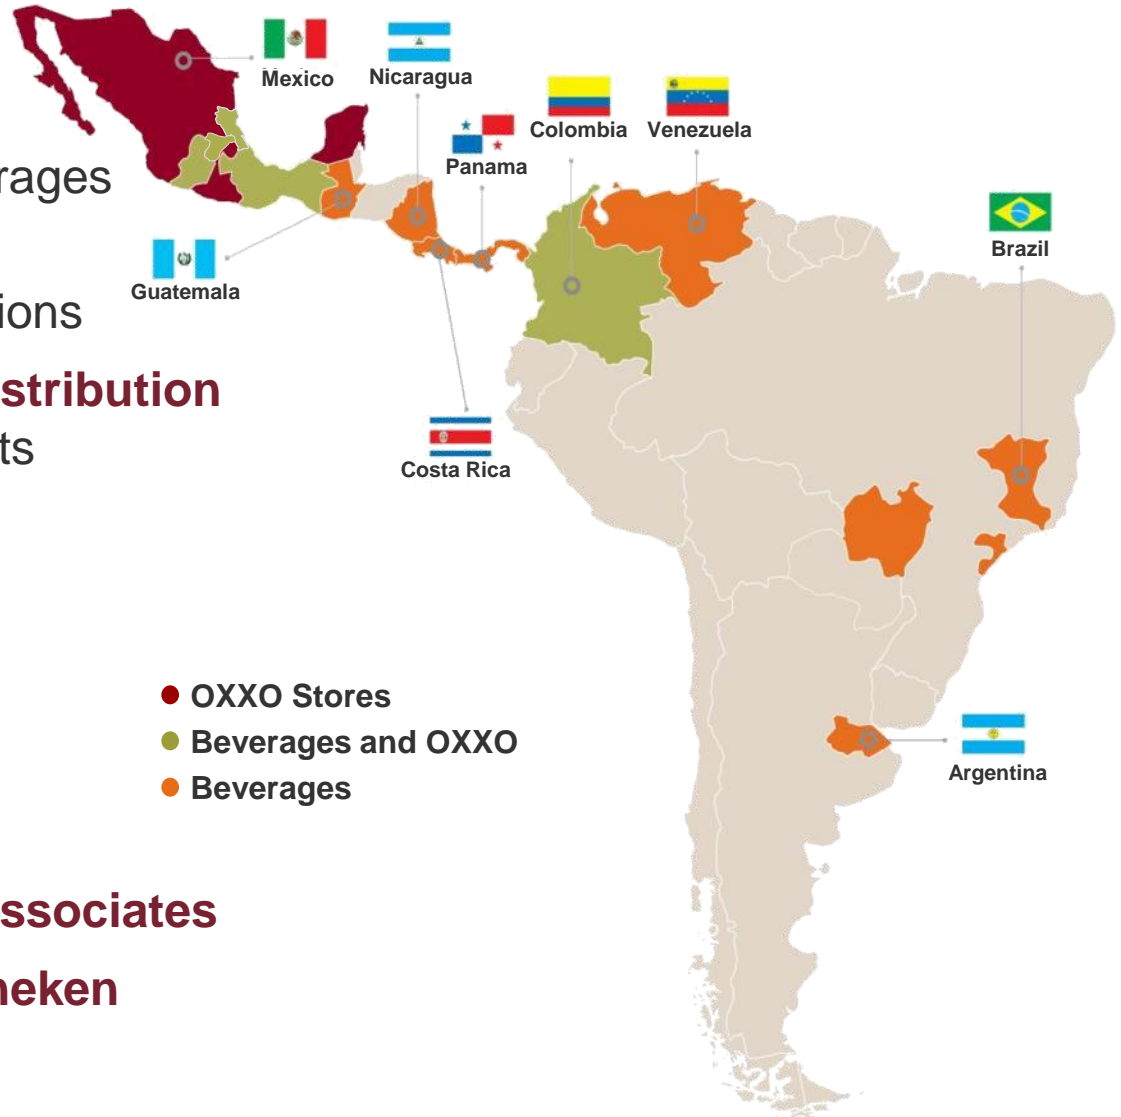 Mexico
Nicaragua
Colombia
Venezuela
Panama
rages
Brazil
Guatemala
ions
stribution
ts
Costa Rica
OXXO Stores
Beverages and OXXO
Beverages
Argentina
ssociates
neken